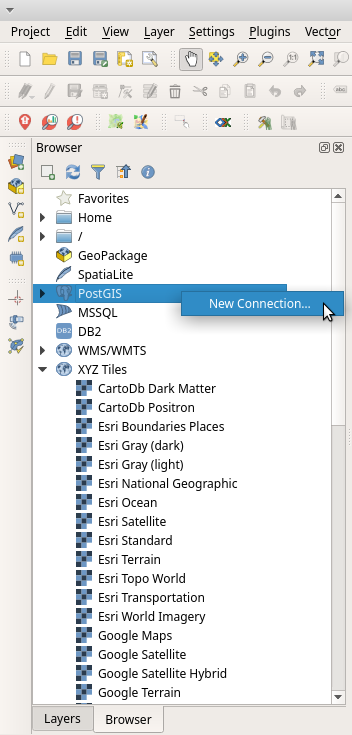 Project Edit View Layer Settings Plugins Vector
Browser
Favorites
Home
/
GeoPackage
SpatiaLite
PostGIS
New Connection...
MSSQL
DB2 DB2
WMS/WMTS
XYZ Tiles
CartoDb Dark Matter
CartoDb Positron
Esri Boundaries Places
Esri Gray (dark)
Esri Gray (light)
Esri National Geographic
Esri Ocean
Esri Satellite
Esri Standard
Esri Terrain
Esri Topo World
Esri Transportation
Esri World Imagery
Google Maps
Google Satellite
Google Satellite Hybrid
Google Terrain
Layers Browser